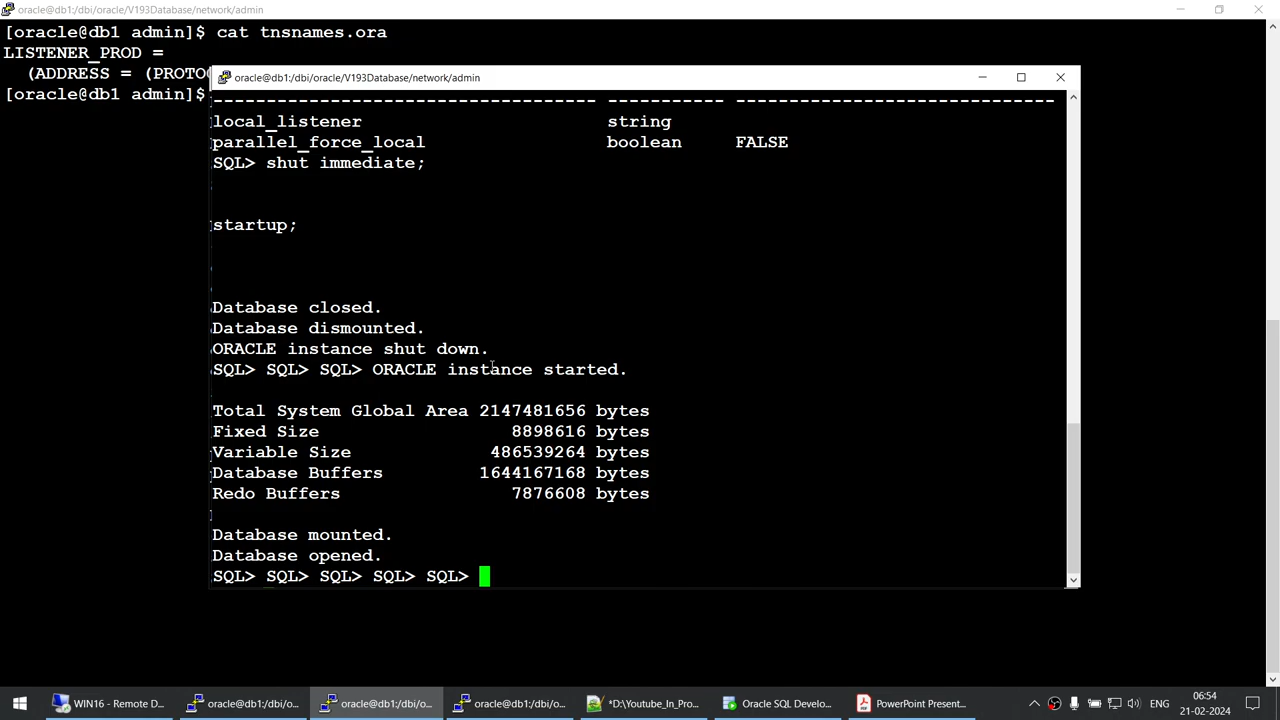 oracle@db1:/dbi/oracle/V193Database/network/admin
[oracle@db1 admin]$ cat tnsnames.ora
LISTENER_PROD =
(ADDRESS = (PROTOC
[oracle@db1 admin]$
oracle@db1:/dbi/oracle/V193Database/network/admin
------------------------------------ ----------- ------------------------------
local_listener string
parallel_force_local boolean FALSE
SQL> shut immediate;
startup;
Database closed.
Database dismounted.
ORACLE instance shut down.
SQL> SQL> SQL> ORACLE instance started.
Total System Global Area 2147481656 bytes
Fixed Size 8898616 bytes
Variable Size 486539264 bytes
Database Buffers 1644167168 bytes
Redo Buffers 7876608 bytes
Database mounted.
Database opened.
SQL> SQL> SQL> SQL> SQL>
WIN16 - Remote D... oracle@db1:/dbi/o... oracle@db1:/dbi/o... oracle@db1:/dbi/o... *D:\Youtube_In_Pro... Oracle SQL Develo... PowerPoint Present... ENG 06:54
21-02-2024